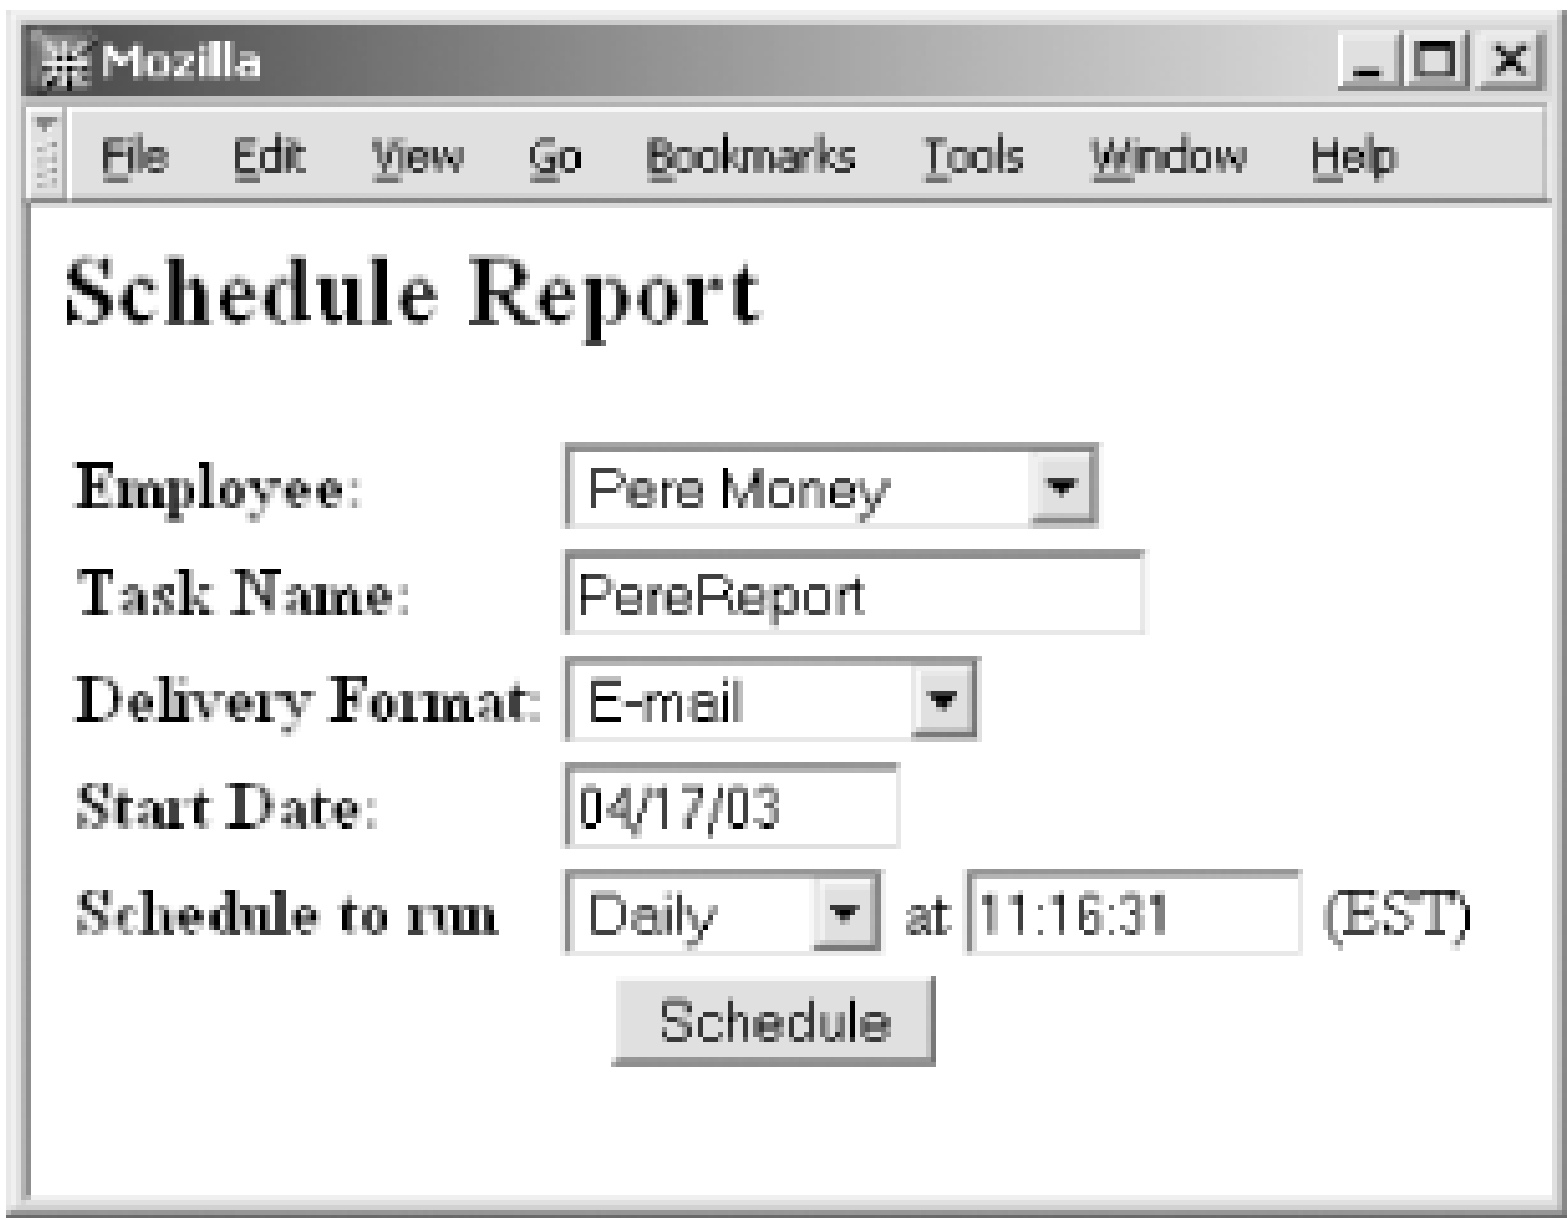 Mozilla
File Edit View Go Bookmarks Tools Window Help
Schedule Report
Employee: Pere Money
Task Name: PereReport
Delivery Format: E-mail
Start Date: 04/17/03
Schedule to run Daily at 11:16:31 (EST)
Schedule